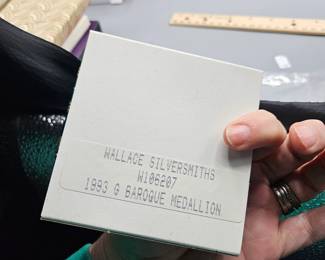 WALLACE SILVERSMITHS
W106207
1993 G BAROQUE MEDALLION